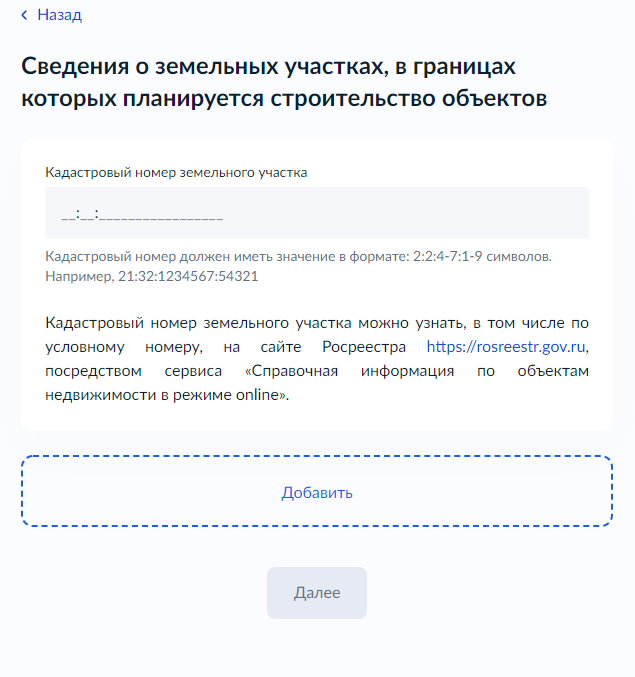 Назад
Сведения о земельных участках, в границах
которых планируется строительство объектов
Кадастровый номер земельного участка
__:__:_________________
Кадастровый номер должен иметь значение в формате: 2:2:4-7:1-9 символов.
Например, 21:32:1234567:54321
Кадастровый номер земельного участка можно узнать, в том числе по
условному номеру, на сайте Росреестра https://rosreestr.gov.ru,
посредством сервиса «Справочная информация по объектам
недвижимости в режиме online».
Добавить
Далее